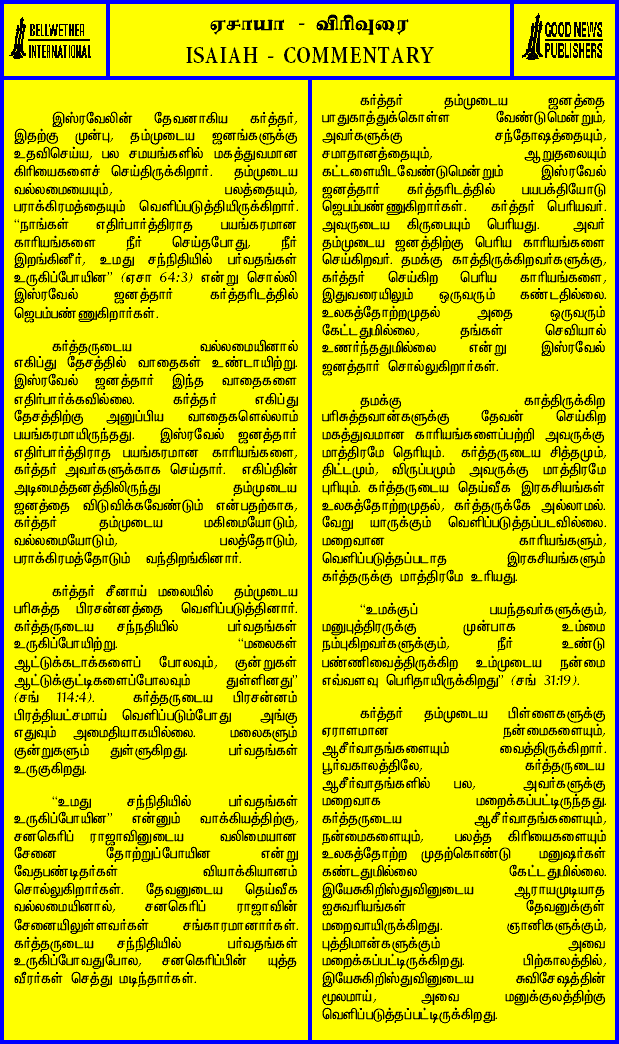 BELLWETHER
INTERNATIONAL
ஏசாயா - விரிவுரை
ISAIAH - COMMENTARY
GOOD NEWS
PUBLISHERS
இஸ்ரவேலின் தேவனாகிய கர்த்தர்,
இதற்கு முன்பு, தம்முடைய ஜனங்களுக்கு
உதவிசெய்ய, பல சமயங்களில் மகத்துவமான
கிரியைகளைச் செய்திருக்கிறார். தம்முடைய
வல்லமையையும், பலத்தையும்,
பராக்கிரமத்தையும் வெளிப்படுத்தியிருக்கிறார்.
“நாங்கள் எதிர்பார்த்திராத பயங்கரமான
காரியங்களை நீர் செய்தபோது, நீர்
இறங்கினீர், உமது சந்நிதியில் பர்வதங்கள்
உருகிப்போயின” (ஏசா 64:3) என்று சொல்லி
இஸ்ரவேல் ஜனத்தார் கர்த்தரிடத்தில்
ஜெபம்பண்ணுகிறார்கள்.
கர்த்தருடைய வல்லமையினால்
எகிப்து தேசத்தில் வாதைகள் உண்டாயிற்று.
இஸ்ரவேல் ஜனத்தார் இந்த வாதைகளை
எதிர்பார்க்கவில்லை. கர்த்தர் எகிப்து
தேசத்திற்கு அனுப்பிய வாதைகளெல்லாம்
பயங்கரமாயிருந்தது. இஸ்ரவேல் ஜனத்தார்
எதிர்பார்த்திராத பயங்கரமான காரியங்களை,
கர்த்தர் அவர்களுக்காக செய்தார். எகிப்தின்
அடிமைத்தனத்திலிருந்து தம்முடைய
ஜனத்தை விடுவிக்கவேண்டும் என்பதற்காக,
கர்த்தர் தம்முடைய மகிமையோடும்,
வல்லமையோடும், பலத்தோடும்,
பராக்கிரமத்தோடும் வந்திறங்கினார்.
கர்த்தர் சீனாய் மலையில் தம்முடைய
பரிசுத்த பிரசன்னத்தை வெளிப்படுத்தினார்.
கர்த்தருடைய சந்நதியில் பர்வதங்கள்
உருகிப்போயிற்று. “மலைகள்
ஆட்டுக்கடாக்களைப் போலவும், குன்றுகள்
ஆட்டுக்குட்டிகளைப்போலவும் துள்ளினது”
(சங் 114:4). கர்த்தருடைய பிரசன்னம்
பிரத்தியட்சமாய் வெளிப்படும்போது அங்கு
எதுவும் அமைதியாகயில்லை. மலைகளும்
குன்றுகளும் துள்ளுகிறது. பர்வதங்கள்
உருகுகிறது.
“உமது சந்நிதியில் பர்வதங்கள்
உருகிப்போயின” என்னும் வாக்கியத்திற்கு,
சனகெரிப் ராஜாவினுடைய வலிமையான
சேனை தோற்றுப்போயின என்று
வேதபண்டிதர்கள் வியாக்கியானம்
சொல்லுகிறார்கள். தேவனுடைய தெய்வீக
வல்லமையினால், சனகெரிப் ராஜாவின்
சேனையிலுள்ளவர்கள் சங்காரமானார்கள்.
கர்த்தருடைய சந்நிதியில் பர்வதங்கள்
உருகிப்போவதுபோல, சனகெரிப்பின் யுத்த
வீரர்கள் செத்து மடிந்தார்கள்.
கர்த்தர் தம்முடைய ஜனத்தை
பாதுகாத்துக்கொள்ள வேண்டுமென்றும்,
அவர்களுக்கு சந்தோஷத்தையும்,
சமாதானத்தையும், ஆறுதலையும்
கட்டளையிடவேண்டுமென்றும் இஸ்ரவேல்
ஜனத்தார் கர்த்தரிடத்தில் பயபக்தியோடு
ஜெபம்பண்ணுகிறார்கள். கர்த்தர் பெரியவர்.
அவருடைய கிருபையும் பெரியது. அவர்
தம்முடைய ஜனத்திற்கு பெரிய காரியங்களை
செய்கிறவர். தமக்கு காத்திருக்கிறவர்களுக்கு,
கர்த்தர் செய்கிற பெரிய காரியங்களை,
இதுவரையிலும் ஒருவரும் கண்டதில்லை.
உலகத்தோற்றமுதல் அதை ஒருவரும்
கேட்டதுமில்லை, தங்கள் செவியால்
உணர்ந்ததுமில்லை என்று இஸ்ரவேல்
ஜனத்தார் சொல்லுகிறார்கள்.
தமக்கு காத்திருக்கிற
பரிசுத்தவான்களுக்கு தேவன் செய்கிற
மகத்துவமான காரியங்களைப்பற்றி அவருக்கு
மாத்திரமே தெரியும். கர்த்தருடைய சித்தமும்,
திட்டமும், விருப்பமும் அவருக்கு மாத்திரமே
புரியும். கர்த்தருடைய தெய்வீக இரகசியங்கள்
உலகத்தோற்றமுதல், கர்த்தருக்கே அல்லாமல்.
வேறு யாருக்கும் வெளிப்படுத்தப்படவில்லை.
மறைவான காரியங்களும்,
வெளிப்படுத்தப்படாத இரகசியங்களும்
கர்த்தருக்கு மாத்திரமே உரியது.
“உமக்குப் பயந்தவர்களுக்கும்,
மனுபுத்திரருக்கு முன்பாக உம்மை
நம்புகிறவர்களுக்கும், நீர் உண்டு
பண்ணிவைத்திருக்கிற உம்முடைய நன்மை
எவ்வளவு பெரிதாயிருக்கிறது” (சங் 31:19).
கர்த்தர் தம்முடைய பிள்ளைகளுக்கு
ஏராளமான நன்மைகளையும்,
ஆசீர்வாதங்களையும் வைத்திருக்கிறார்.
பூர்வகாலத்திலே, கர்த்தருடைய
ஆசீர்வாதங்களில் பல, அவர்களுக்கு
மறைவாக மறைக்கப்பட்டிருந்தது.
கர்த்தருடைய ஆசீர்வாதங்களையும்,
நன்மைகளையும், பலத்த கிரியைகளையும்
உலகத்தோற்ற முதற்கொண்டு மனுஷர்கள்
கண்டதுமில்லை கேட்டதுமில்லை.
இயேசுகிறிஸ்துவினுடைய ஆராயமுடியாத
ஐசுவரியங்கள் தேவனுக்குள்
மறைவாயிருக்கிறது. ஞானிகளுக்கும்,
புத்திமான்களுக்கும் அவை
மறைக்கப்பட்டிருக்கிறது. பிற்காலத்தில்,
இயேசுகிறிஸ்துவினுடைய சுவிசேஷத்தின்
மூலமாய், அவை மனுக்குலத்திற்கு
வெளிப்படுத்தப்பட்டிருக்கிறது.